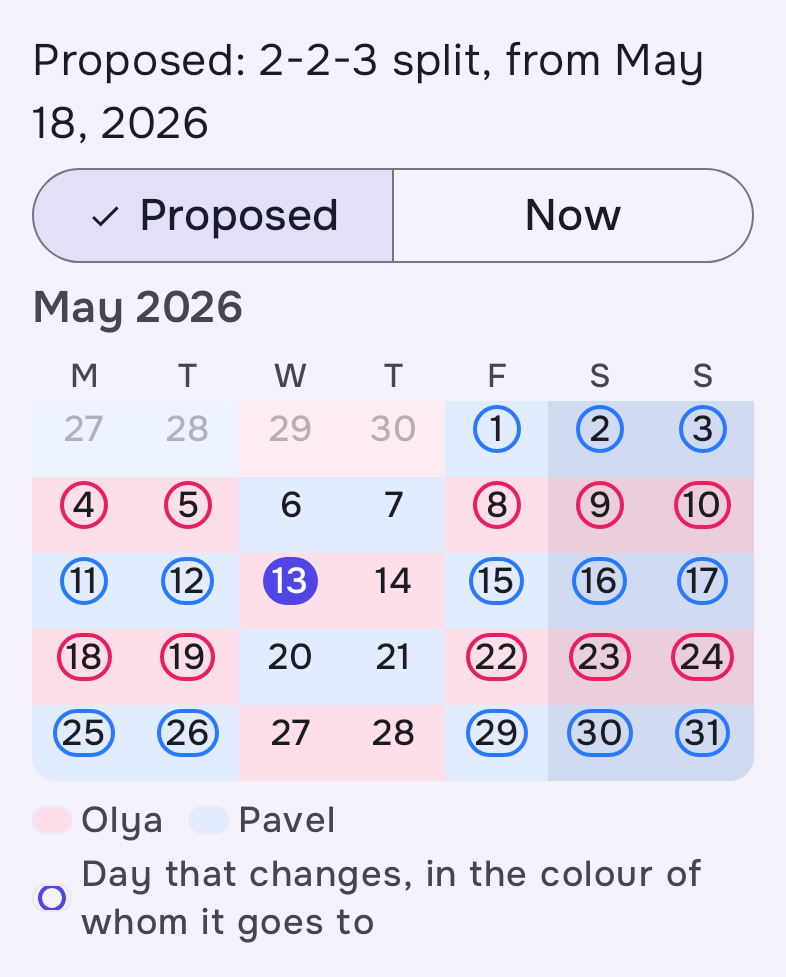 Proposed: 2-2-3 split, from May
18, 2026
Proposed
Now
May 2026
M T W T F S S
27 28 29 30 1 2 3
4 5 6 7 8 9 10
11 12 13 14 15 16 17
18 19 20 21 22 23 24
25 26 27 28 29 30 31
Olya Pavel
Day that changes, in the colour of
whom it goes to